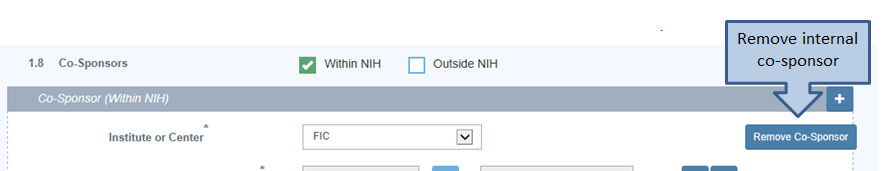 Remove internal
co-sponsor
1.8 Co-Sponsors Within NIH Outside NIH
Co-Sponsor (Within NIH) +
Institute or Center * FIC Remove Co-Sponsor
*